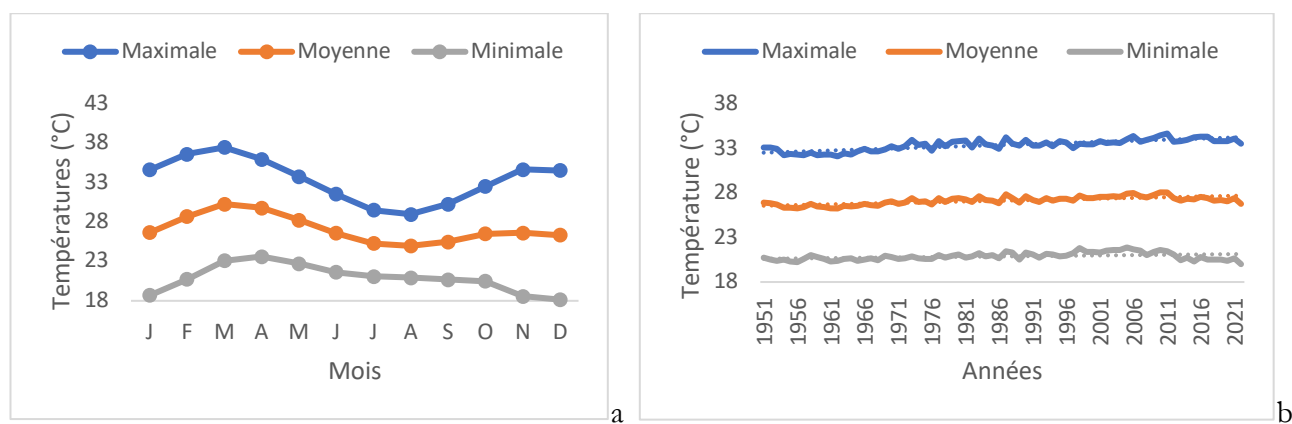 Maximale Moyenne Minimale
43
38
33
28
23
18
Températures (°C)
J F M A M J J A S O N D
Mois
a
Maximale Moyenne Minimale
38
33
28
23
18
Température (°C)
1951 1956 1961 1966 1971 1976 1981 1986 1991 1996 2001 2006 2011 2016 2021
Années
b